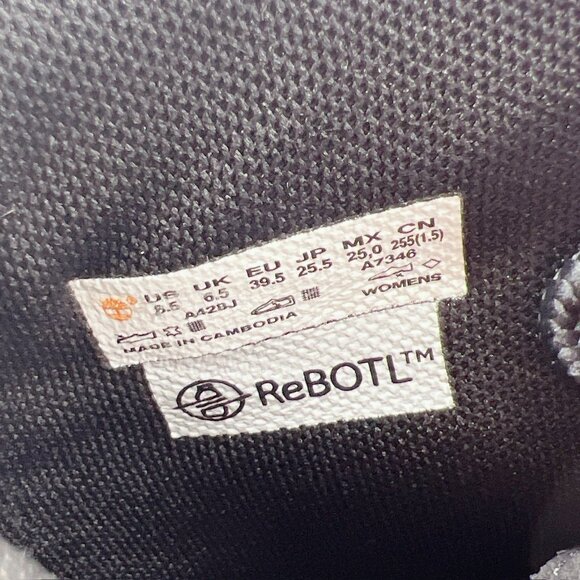 US UK EU JP MX CN
8.5 6.5 39.5 25.5 25,0 255(1.5)
A7346
WOMENS
MADE IN CAMBODIA
ReBOTL™